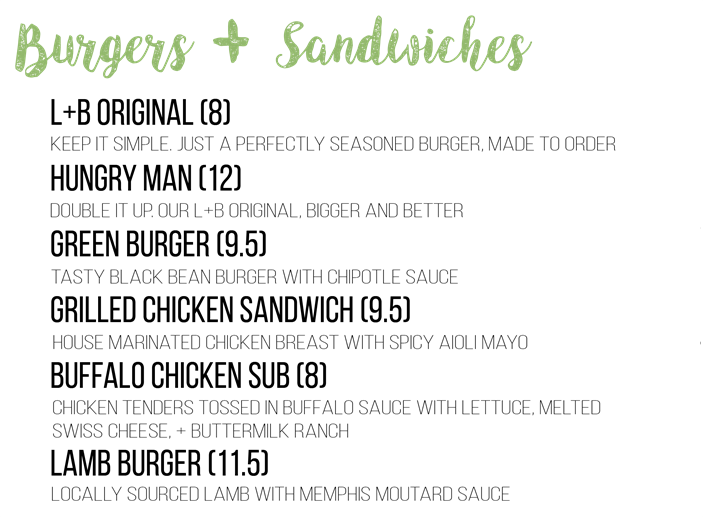 Burgers + Sandwiches
L+B ORIGINAL (8)
KEEP IT SIMPLE. JUST A PERFECTLY SEASONED BURGER, MADE TO ORDER
HUNGRY MAN (12)
DOUBLE IT UP. OUR L+B ORIGINAL, BIGGER AND BETTER
GREEN BURGER (9.5)
TASTY BLACK BEAN BURGER WITH CHIPOTLE SAUCE
GRILLED CHICKEN SANDWICH (9.5)
HOUSE MARINATED CHICKEN BREAST WITH SPICY AIOLI MAYO
BUFFALO CHICKEN SUB (8)
CHICKEN TENDERS TOSSED IN BUFFALO SAUCE WITH LETTUCE, MELTED
SWISS CHEESE, + BUTTERMILK RANCH
LAMB BURGER (11.5)
LOCALLY SOURCED LAMB WITH MEMPHIS MOUTARD SAUCE